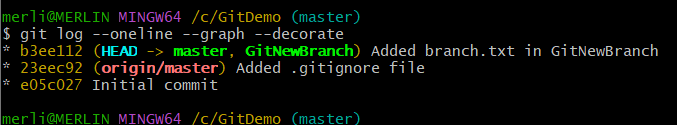 merli@MERLIN MINGW64 /c/GitDemo (master)
$ git log --oneline --graph --decorate
* b3ee112 (HEAD -> master, GitNewBranch) Added branch.txt in GitNewBranch
* 23eec92 (origin/master) Added .gitignore file
* e05c027 Initial commit
merli@MERLIN MINGW64 /c/GitDemo (master)